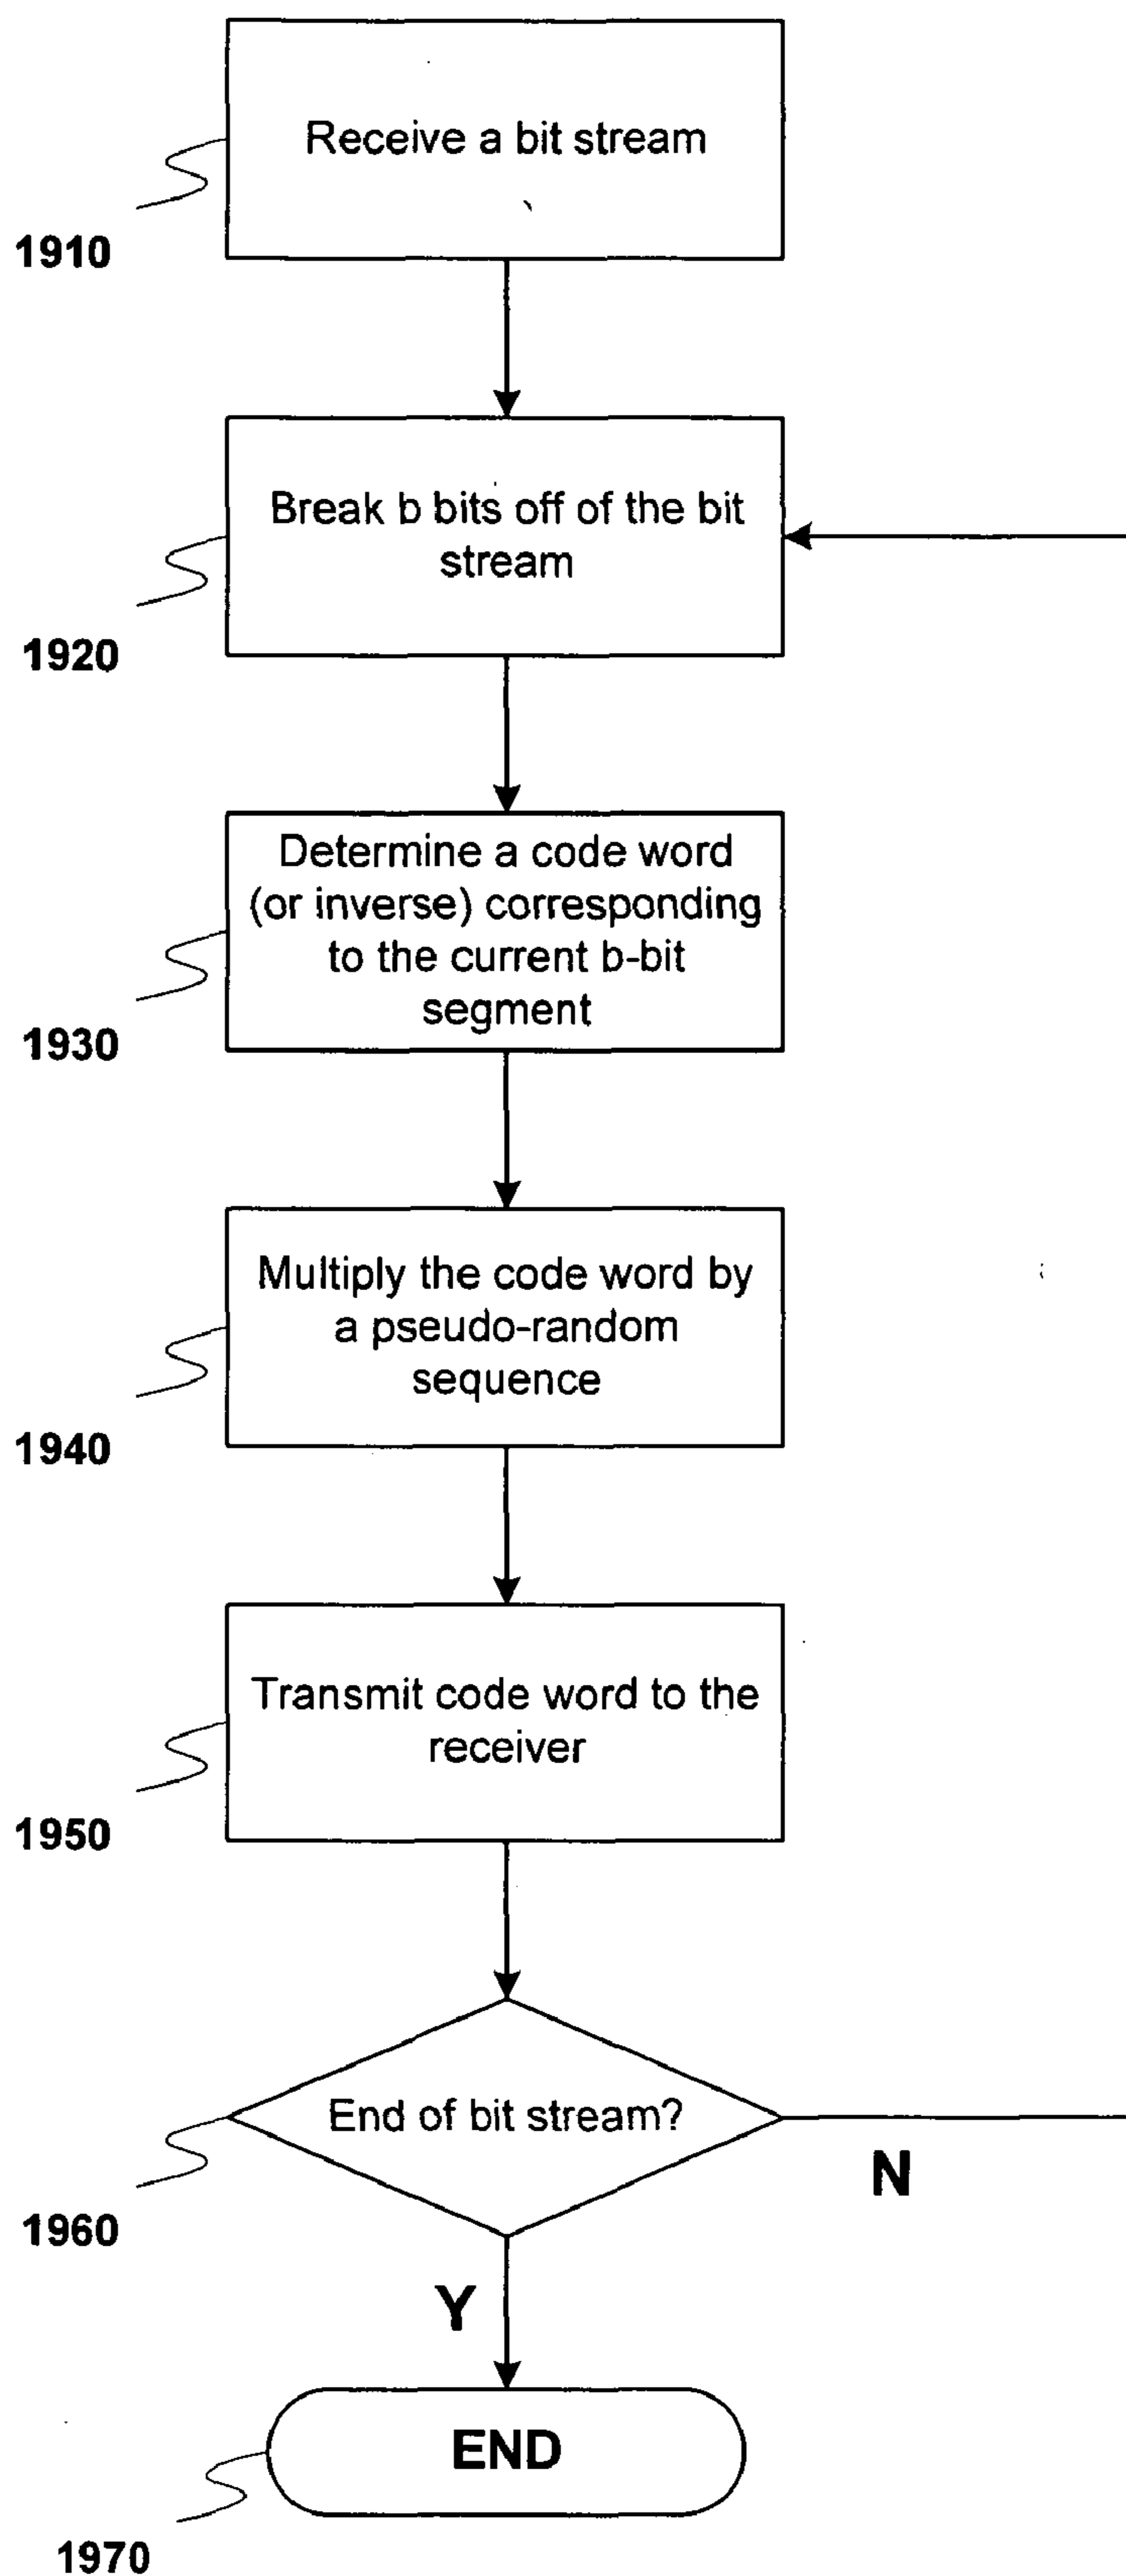 Receive a bit stream
1910
Break b bits off of the bit
stream
1920
Determine a code word
(or inverse) corresponding
to the current b-bit
segment
1930
Multiply the code word by
a pseudo-random
sequence
1940
Transmit code word to the
receiver
1950
End of bit stream?
N
1960
Y
END
1970